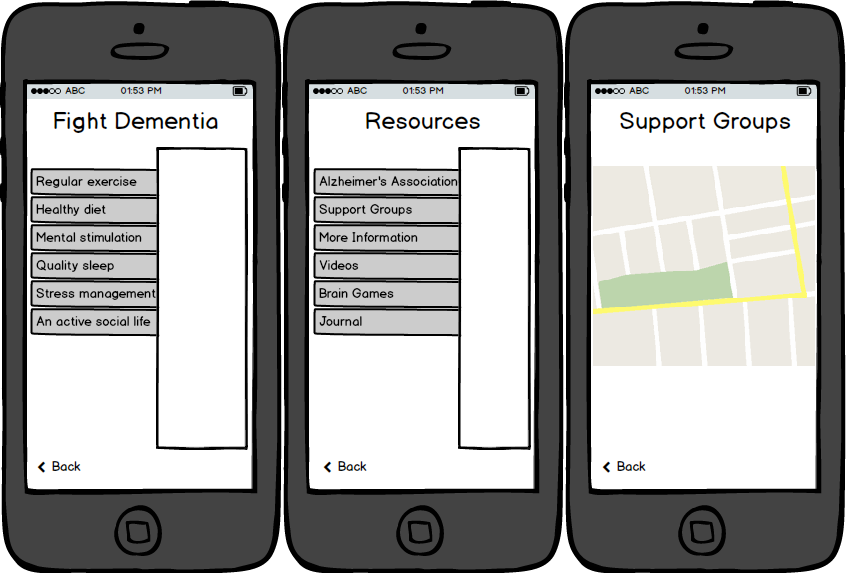 ABC 01:53 PM
Fight Dementia
Regular exercise
Healthy diet
Mental stimulation
Quality sleep
Stress management
An active social life
Back
ABC 01:53 PM
Resources
Alzheimer's Association
Support Groups
More Information
Videos
Brain Games
Journal
Back
ABC 01:53 PM
Support Groups
Back